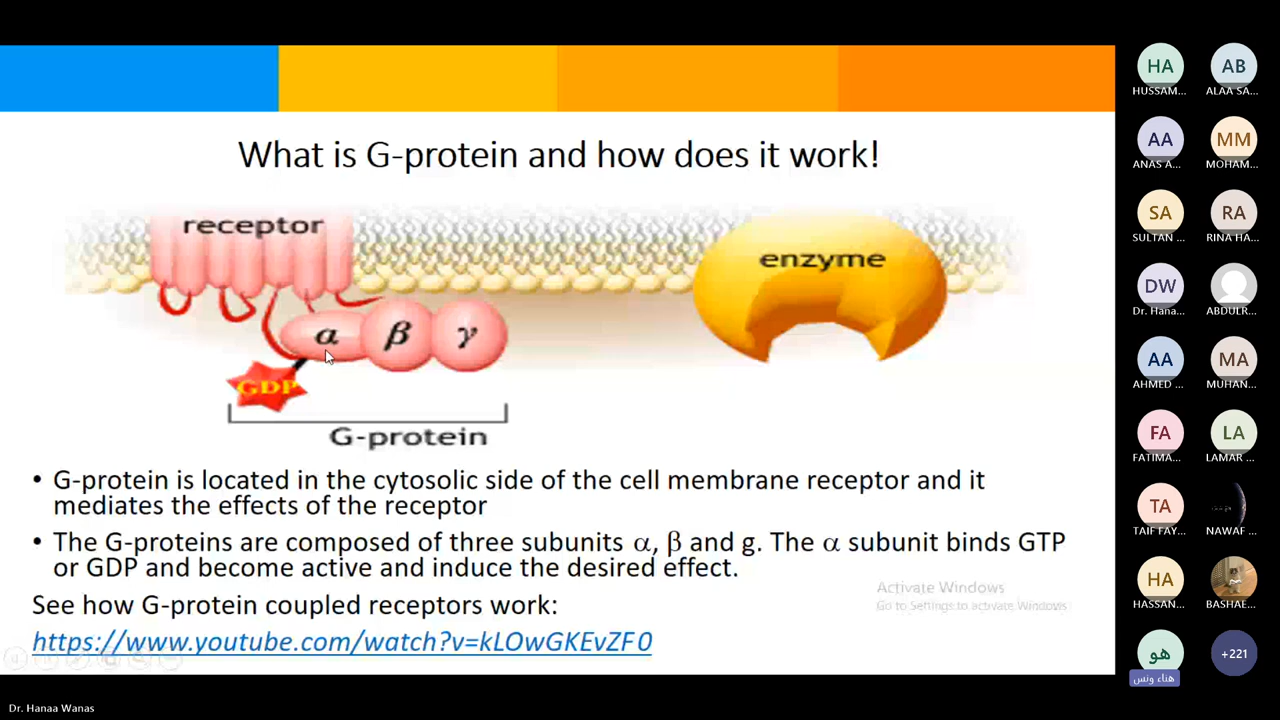 What is G-protein and how does it work!
receptor
enzyme
α β γ
GDP
G-protein
• G-protein is located in the cytosolic side of the cell membrane receptor and it
mediates the effects of the receptor
• The G-proteins are composed of three subunits α, β and g. The α subunit binds GTP
or GDP and become active and induce the desired effect.
See how G-protein coupled receptors work:
https://www.youtube.com/watch?v=kLOwGKEvZF0
Activate Windows
Go to Settings to activate Windows
HA AB
HUSSAM... ALAA SA...
AA MM
ANAS A... MOHAM...
SA RA
SULTAN ... RINA HA...
DW
Dr. Hana... ABDULR...
AA MA
AHMED ... MUHAN...
FA LA
FATIMA... LAMAR ...
TA
TAIF FAY... NAWAF ...
HA
HASSAN... BASHAE...
هو +221
هناء ونس
Dr. Hanaa Wanas